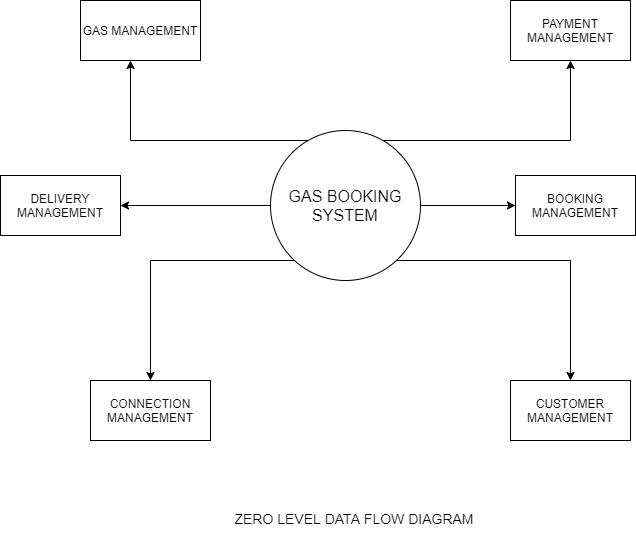 GAS MANAGEMENT
PAYMENT
MANAGEMENT
DELIVERY
MANAGEMENT
GAS BOOKING
SYSTEM
BOOKING
MANAGEMENT
CONNECTION
MANAGEMENT
CUSTOMER
MANAGEMENT
ZERO LEVEL DATA FLOW DIAGRAM